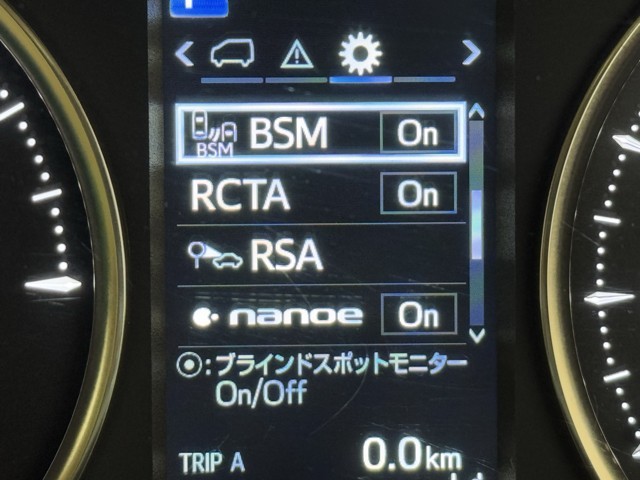 BSM BSM On
RCTA On
RSA
nanoe On
:ブラインドスポットモニター
On/Off
TRIP A 0.0km